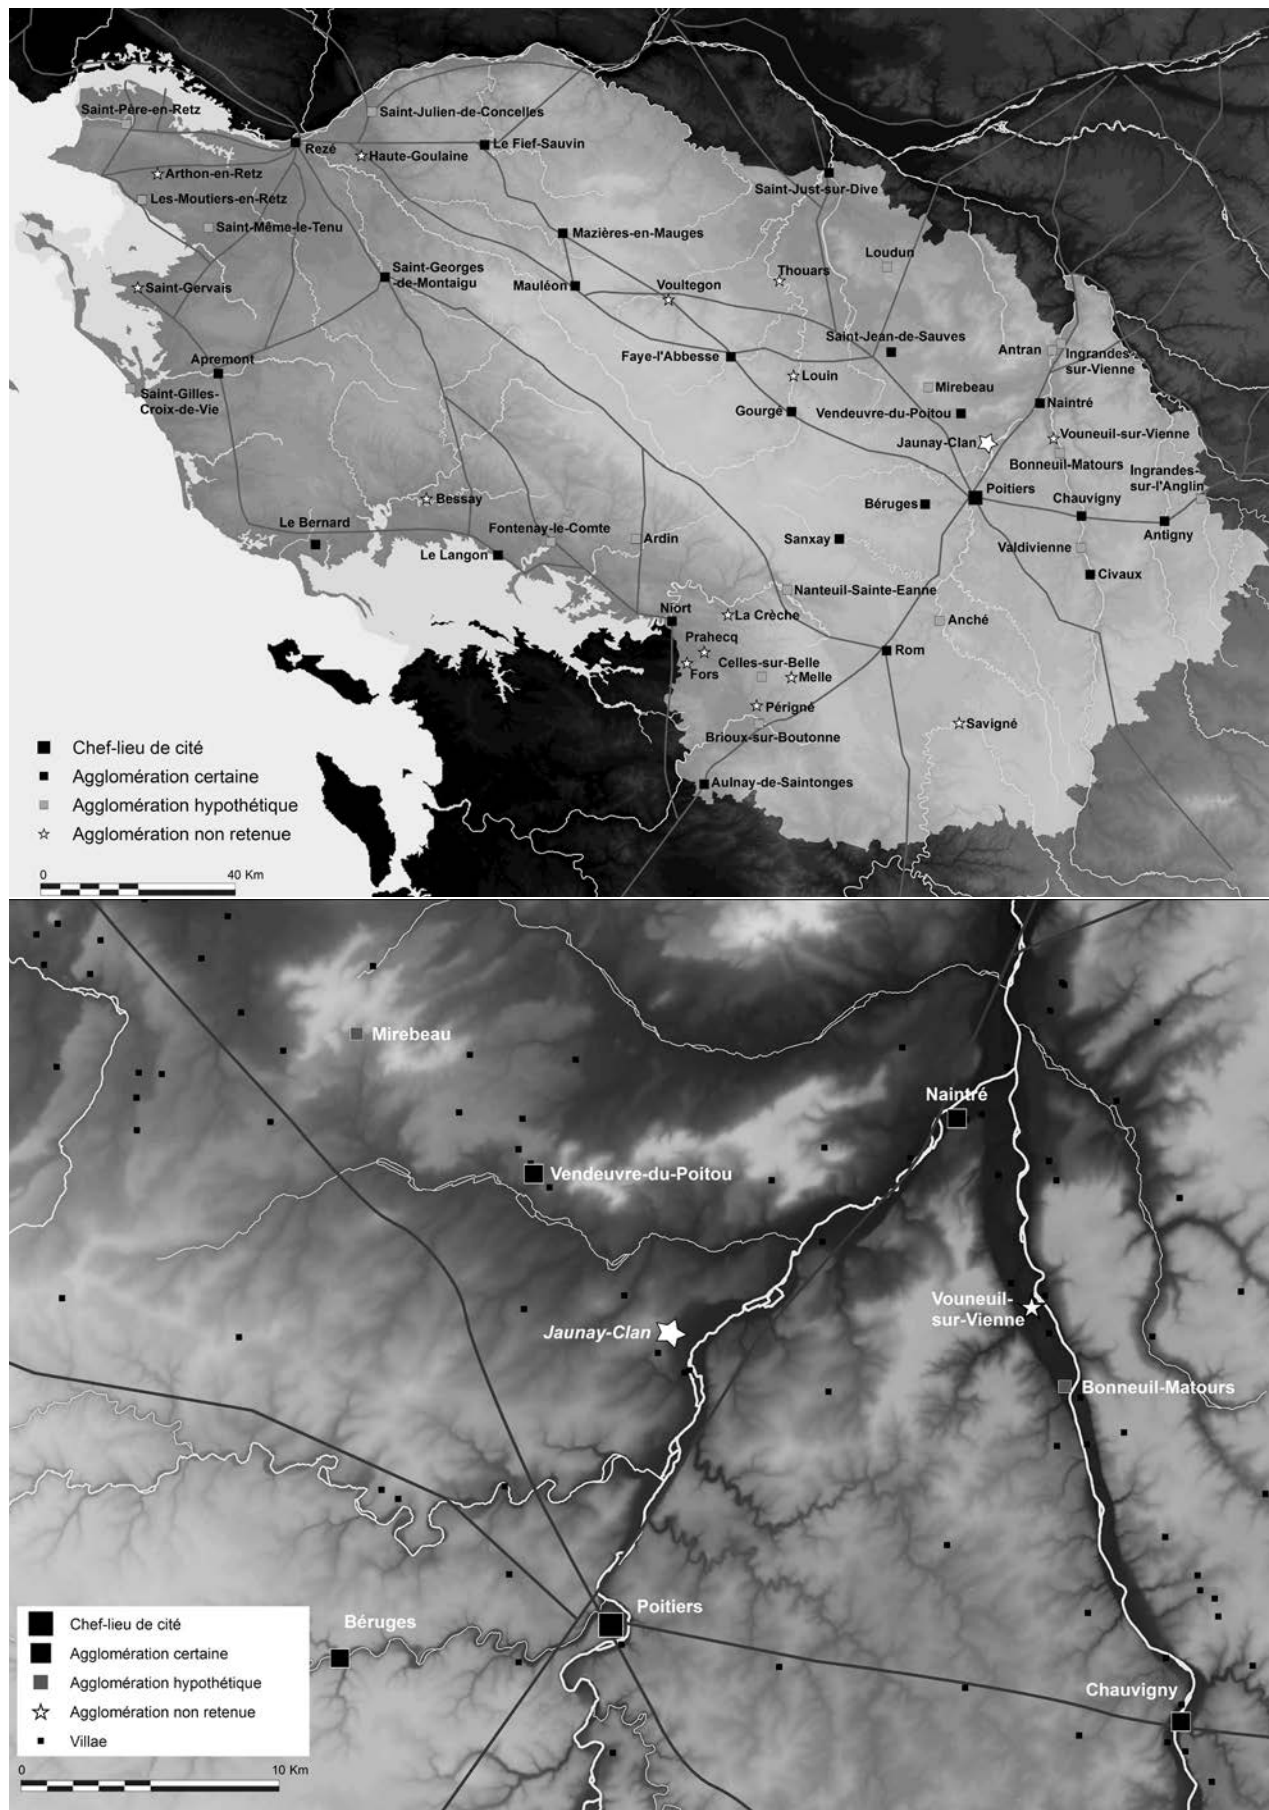 Saint-Père-en-Retz
Saint-Julien-de-Concelles
Rezé
Haute-Goulaine
Le Fief-Sauvin
Arthon-en-Retz
Saint-Just-sur-Dive
Les-Moutiers-en-Retz
Saint-Même-le-Tenu
Mazières-en-Mauges
Loudun
Saint-Georges
-de-Montaigu
Thouars
Saint-Gervais
Mauléon
Voultegon
Saint-Jean-de-Sauves
Apremont
Faye-l'Abbesse
Antran
Ingrandes-
sur-Vienne
Louin
Mirebeau
Saint-Gilles-
Croix-de-Vie
Naintré
Gourgé
Vendeuvre-du-Poitou
Vouneuil-sur-Vienne
Jaunay-Clan
Bonneuil-Matours
Ingrandes-
sur-l'Anglin
Bessay
Poitiers
Chauvigny
Béruges
Le Bernard
Fontenay-le-Comte
Ardin
Sanxay
Antigny
Le Langon
Valdivienne
Civaux
Nanteuil-Sainte-Eanne
Niort
La Crèche
Anché
Prahecq
Rom
Celles-sur-Belle
Fors
Melle
Périgné
Savigné
Brioux-sur-Boutonne
Aulnay-de-Saintonges
Chef-lieu de cité
Agglomération certaine
Agglomération hypothétique
Agglomération non retenue
0 40 Km
Mirebeau
Naintré
Vendeuvre-du-Poitou
Vouneuil-
sur-Vienne
Jaunay-Clan
Bonneuil-Matours
Poitiers
Béruges
Chauvigny
Chef-lieu de cité
Agglomération certaine
Agglomération hypothétique
Agglomération non retenue
Villae
0 10 Km